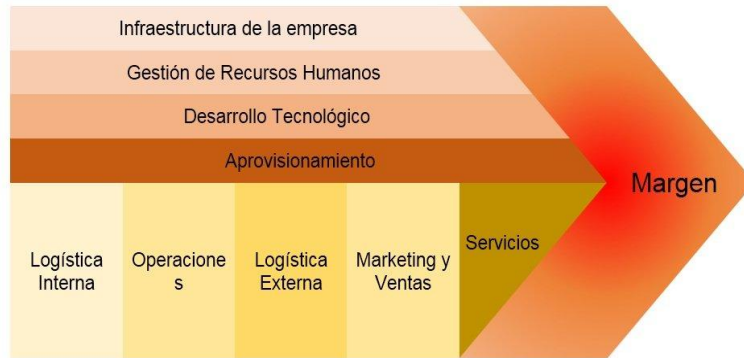 Infraestructura de la empresa
Gestión de Recursos Humanos
Desarrollo Tecnológico
Aprovisionamiento
Margen
Logística
Interna
Operacione
s
Logística
Externa
Marketing y
Ventas
Servicios